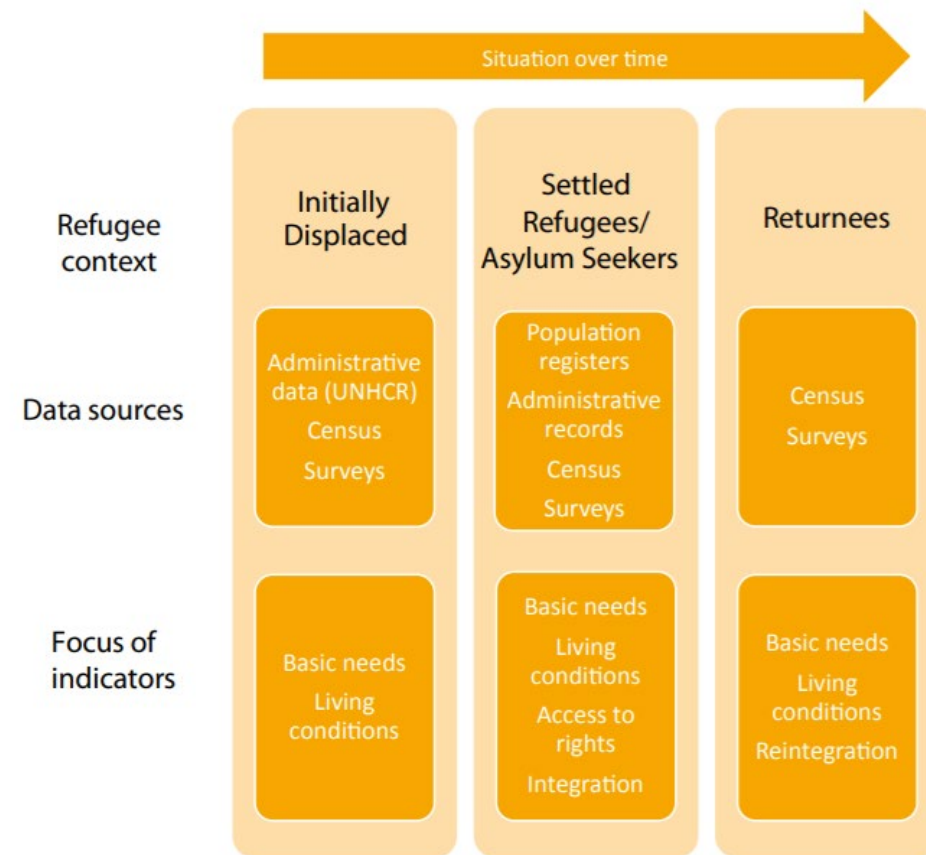 Situation over time
Refugee
context
Initially
Displaced
Settled
Refugees/
Asylum Seekers
Returnees
Data sources
Administrative
data (UNHCR)
Census
Surveys
Population
registers
Administrative
records
Census
Surveys
Census
Surveys
Focus of
indicators
Basic needs
Living
conditions
Basic needs
Living
conditions
Access to
rights
Integration
Basic needs
Living
conditions
Reintegration